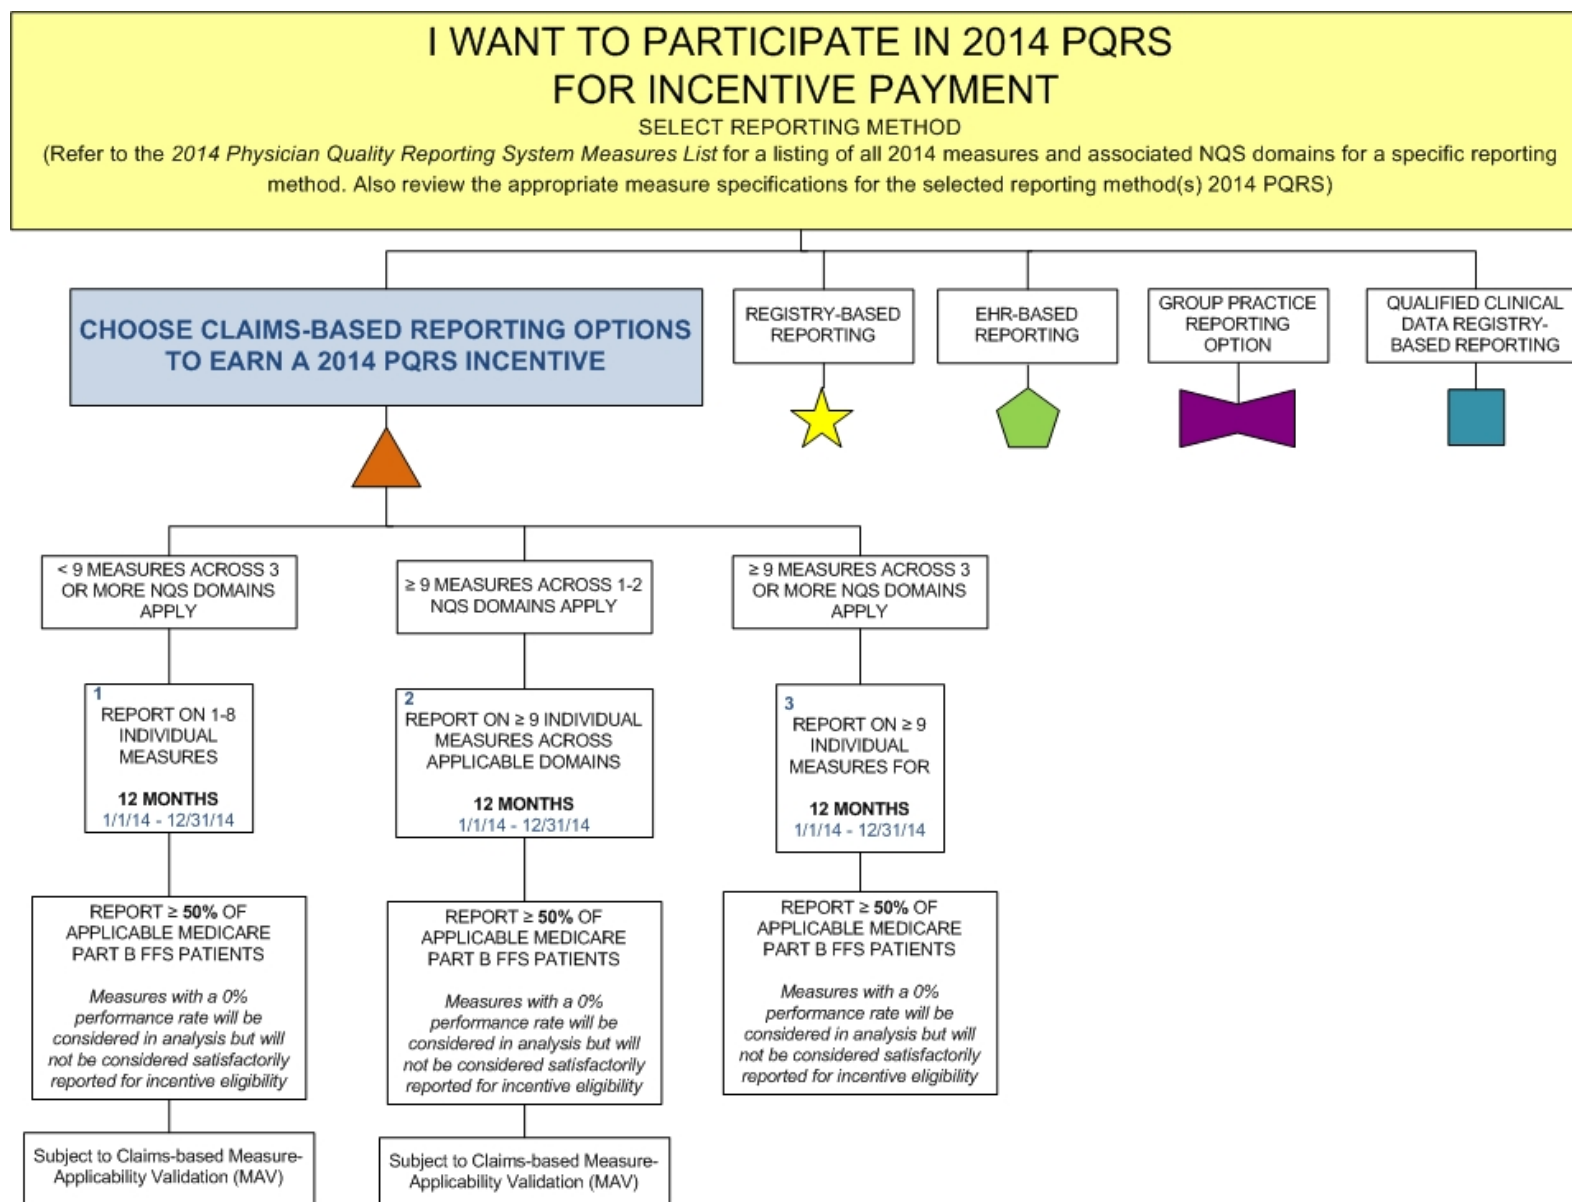 I WANT TO PARTICIPATE IN 2014 PQRS
FOR INCENTIVE PAYMENT
SELECT REPORTING METHOD
(Refer to the 2014 Physician Quality Reporting System Measures List for a listing of all 2014 measures and associated NQS domains for a specific reporting
method. Also review the appropriate measure specifications for the selected reporting method(s) 2014 PQRS)
CHOOSE CLAIMS-BASED REPORTING OPTIONS
TO EARN A 2014 PQRS INCENTIVE
REGISTRY-BASED
REPORTING
EHR-BASED
REPORTING
GROUP PRACTICE
REPORTING
OPTION
QUALIFIED CLINICAL
DATA REGISTRY-
BASED REPORTING
< 9 MEASURES ACROSS 3
OR MORE NQS DOMAINS
APPLY
≥ 9 MEASURES ACROSS 1-2
NQS DOMAINS APPLY
≥ 9 MEASURES ACROSS 3
OR MORE NQS DOMAINS
APPLY
1
REPORT ON 1-8
INDIVIDUAL
MEASURES
12 MONTHS
1/1/14 - 12/31/14
2
REPORT ON ≥ 9 INDIVIDUAL
MEASURES ACROSS
APPLICABLE DOMAINS
12 MONTHS
1/1/14 - 12/31/14
3
REPORT ON ≥ 9
INDIVIDUAL
MEASURES FOR
12 MONTHS
1/1/14 - 12/31/14
REPORT ≥ 50% OF
APPLICABLE MEDICARE
PART B FFS PATIENTS
Measures with a 0%
performance rate will be
considered in analysis but will
not be considered satisfactorily
reported for incentive eligibility
REPORT ≥ 50% OF
APPLICABLE MEDICARE
PART B FFS PATIENTS
Measures with a 0%
performance rate will be
considered in analysis but will
not be considered satisfactorily
reported for incentive eligibility
REPORT ≥ 50% OF
APPLICABLE MEDICARE
PART B FFS PATIENTS
Measures with a 0%
performance rate will be
considered in analysis but will
not be considered satisfactorily
reported for incentive eligibility
Subject to Claims-based Measure-
Applicability Validation (MAV)
Subject to Claims-based Measure-
Applicability Validation (MAV)